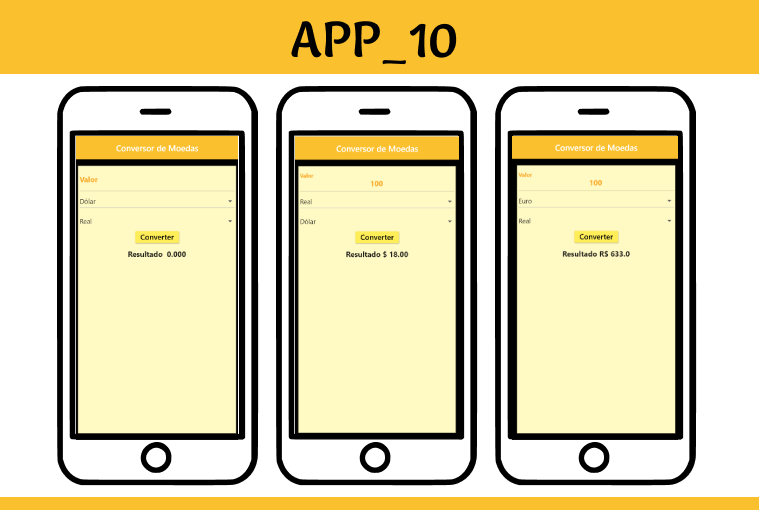 APP_10
Conversor de Moedas
Valor
Dólar
Real
Converter
Resultado 0.000
Conversor de Moedas
Valor
100
Real
Dólar
Converter
Resultado $ 18.00
Conversor de Moedas
Valor
100
Euro
Real
Converter
Resultado R$ 633.0